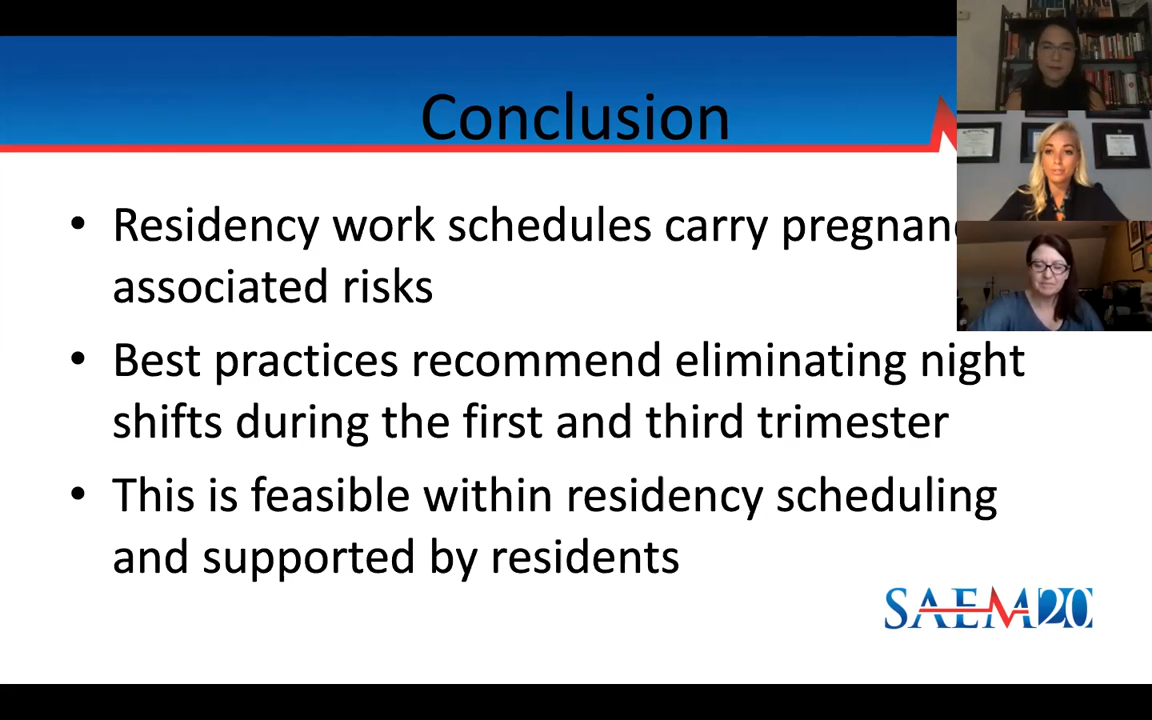 Conclusion
• Residency work schedules carry
associated risks
• Best practices recommend eliminating night
shifts during the first and third trimester
• This is feasible within residency scheduling
and supported by residents
SAEM20